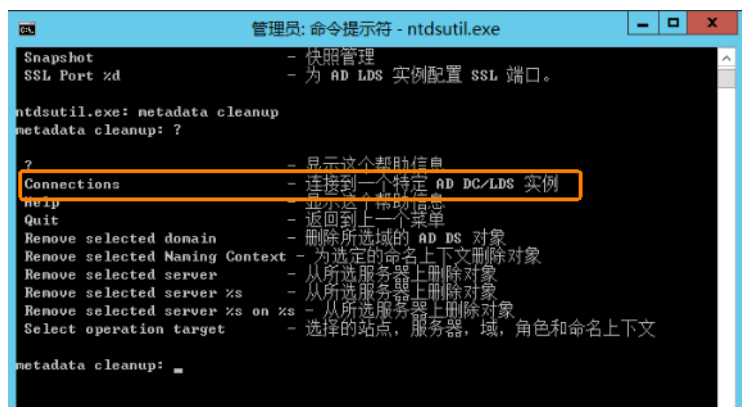 管理员: 命令提示符 - ntdsutil.exe
Snapshot - 快照管理
SSL Port %d - 为 AD LDS 实例配置 SSL 端口。
ntdsutil.exe: metadata cleanup
metadata cleanup: ?
? - 显示这个帮助信息
Connections - 连接到一个特定 AD DC/LDS 实例
Help - 显示这个帮助信息
Quit - 返回到上一个菜单
Remove selected domain - 删除所选域的 AD DS 对象
Remove selected Naming Context - 为选定的命名上下文删除对象
Remove selected server - 从所选服务器上删除对象
Remove selected server %s - 从所选服务器上删除对象
Remove selected server %s on %s - 从所选服务器上删除对象
Select operation target - 选择的站点，服务器，域，角色和命名上下文
metadata cleanup: _